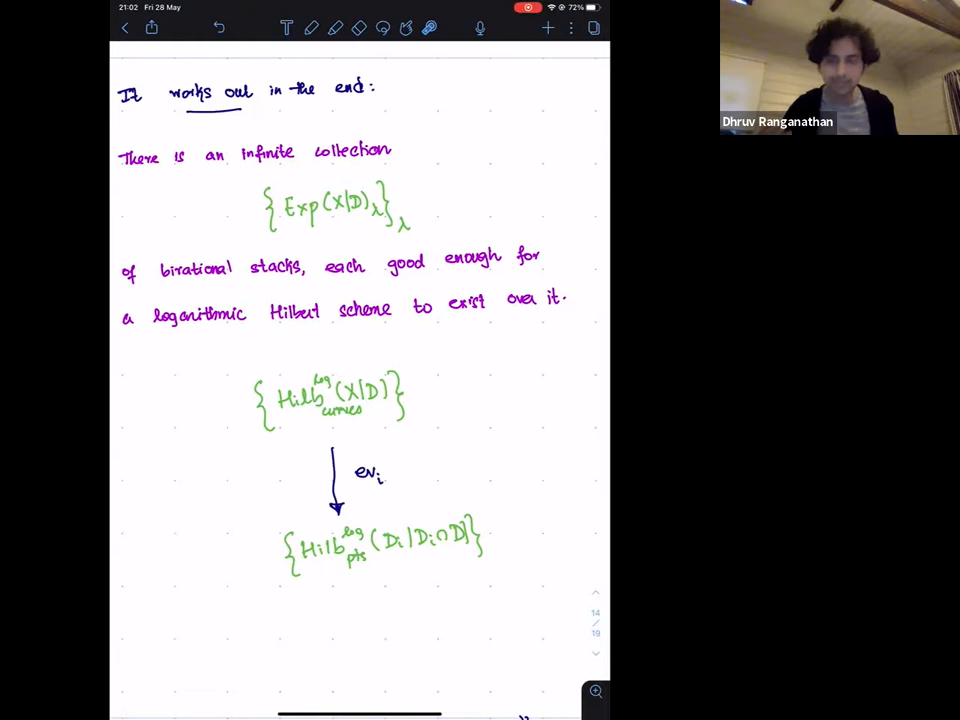 21:02 Fri 28 May
72%
It works out in the end:
There is an infinite collection
{Exp(X|D)_λ}_λ
of birational stacks, each good enough for
a logarithmic Hilbert scheme to exist over it.
{Hilb^log_curves (X|D)}
ev_i
{Hilb^log_pts (D_i|D_i∩D)}
14
/
19
Dhruv Ranganathan